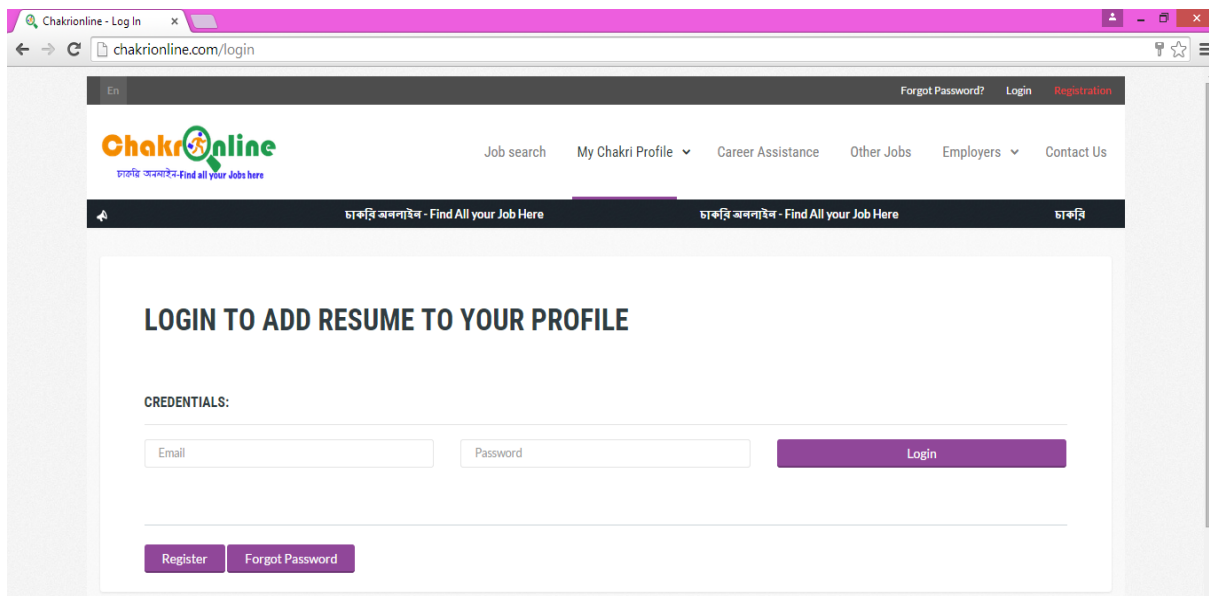 Chakrionline - Log In
chakrionline.com/login
En Forgot Password? Login Registration
Chakr Online
চাকরি অনলাইন-Find all your Jobs here
Job search My Chakri Profile Career Assistance Other Jobs Employers Contact Us
চাকরি অনলাইন - Find All your Job Here চাকরি অনলাইন - Find All your Job Here চাকরি
LOGIN TO ADD RESUME TO YOUR PROFILE
CREDENTIALS:
Email Password Login
Register Forgot Password